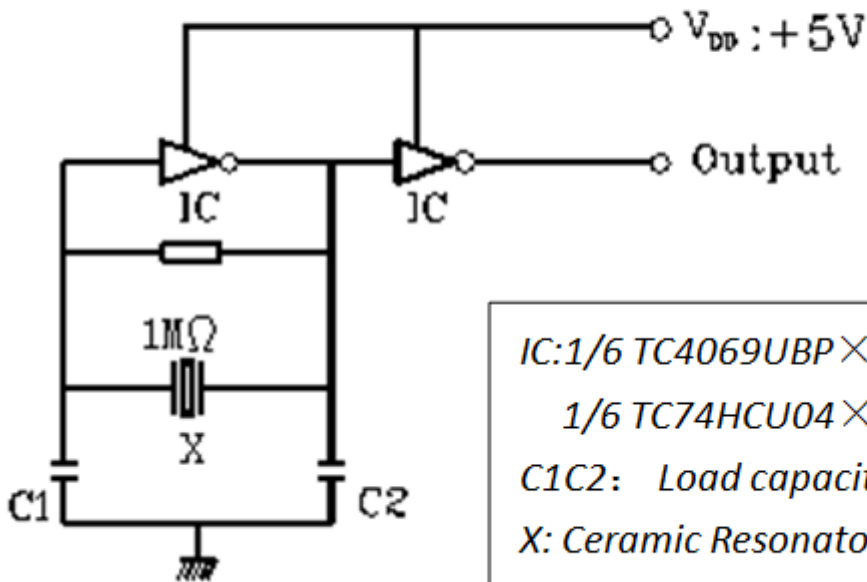 VDD :+5V
Output
IC
IC
1MΩ
X
C1
C2
IC:1/6 TC4069UBP×
1/6 TC74HCU04×
C1C2: Load capacit
X: Ceramic Resonato